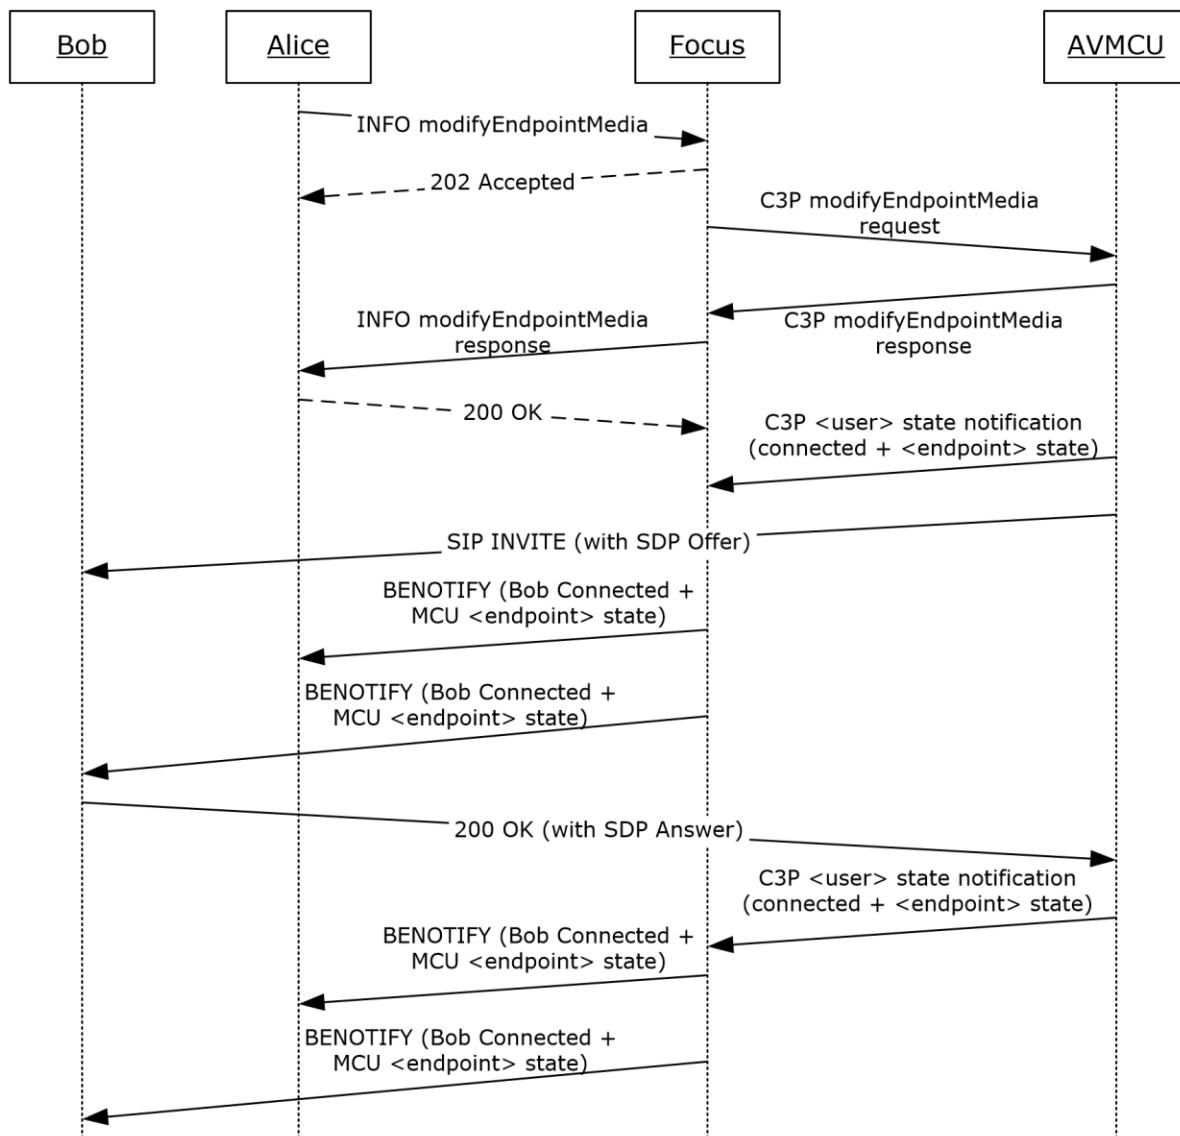 Bob
Alice
Focus
AVMCU
INFO modifyEndpointMedia
202 Accepted
C3P modifyEndpointMedia
request
INFO modifyEndpointMedia
response
C3P modifyEndpointMedia
response
200 OK
C3P <user> state notification
(connected + <endpoint> state)
SIP INVITE (with SDP Offer)
BENOTIFY (Bob Connected +
MCU <endpoint> state)
BENOTIFY (Bob Connected +
MCU <endpoint> state)
200 OK (with SDP Answer)
C3P <user> state notification
(connected + <endpoint> state)
BENOTIFY (Bob Connected +
MCU <endpoint> state)
BENOTIFY (Bob Connected +
MCU <endpoint> state)